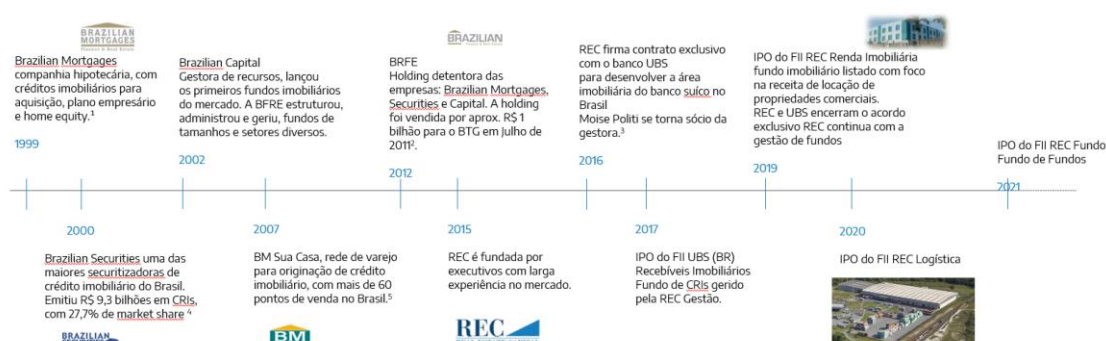 BRAZILIAN
MORTGAGES
Brazilian Mortgages
companhia hipotecária, com
créditos imobiliários para
aquisição, plano empresário
e home equity.¹
1999
Brazilian Capital
Gestora de recursos, lançou
os primeiros fundos imobiliários
do mercado. A BFRE estruturou,
administrou e geriu, fundos de
tamanhos e setores diversos.
2002
BRAZILIAN
BRFE
Holding detentora das
empresas: Brazilian Mortgages,
Securities e Capital. A holding
foi vendida por aprox. R$ 1
bilhão para o BTG em Julho de
2011².
2012
REC firma contrato exclusivo
com o banco UBS
para desenvolver a área
imobiliária do banco suíco no
Brasil
Moise Politi se torna sócio da
gestora.³
2016
IPO do FII REC Renda Imobiliária
fundo imobiliário listado com foco
na receita de locação de
propriedades comerciais.
REC e UBS encerram o acordo
exclusivo REC continua com a
gestão de fundos
2019
IPO do FII REC Fundo
Fundo de Fundos
2021
2000
Brazilian Securities uma das
maiores securitizadoras de
crédito imobiliário do Brasil.
Emitiu R$ 9,3 bilhões em CRIs,
com 27,7% de market share ⁴
BRAZILIAN
2007
BM Sua Casa, rede de varejo
para originação de crédito
imobiliário, com mais de 60
pontos de venda no Brasil.⁵
BM
2015
REC é fundada por
executivos com larga
experiência no mercado.
REC
2017
IPO do FII UBS (BR)
Recebíveis Imobiliários
Fundo de CRIs gerido
pela REC Gestão.
2020
IPO do FII REC Logística